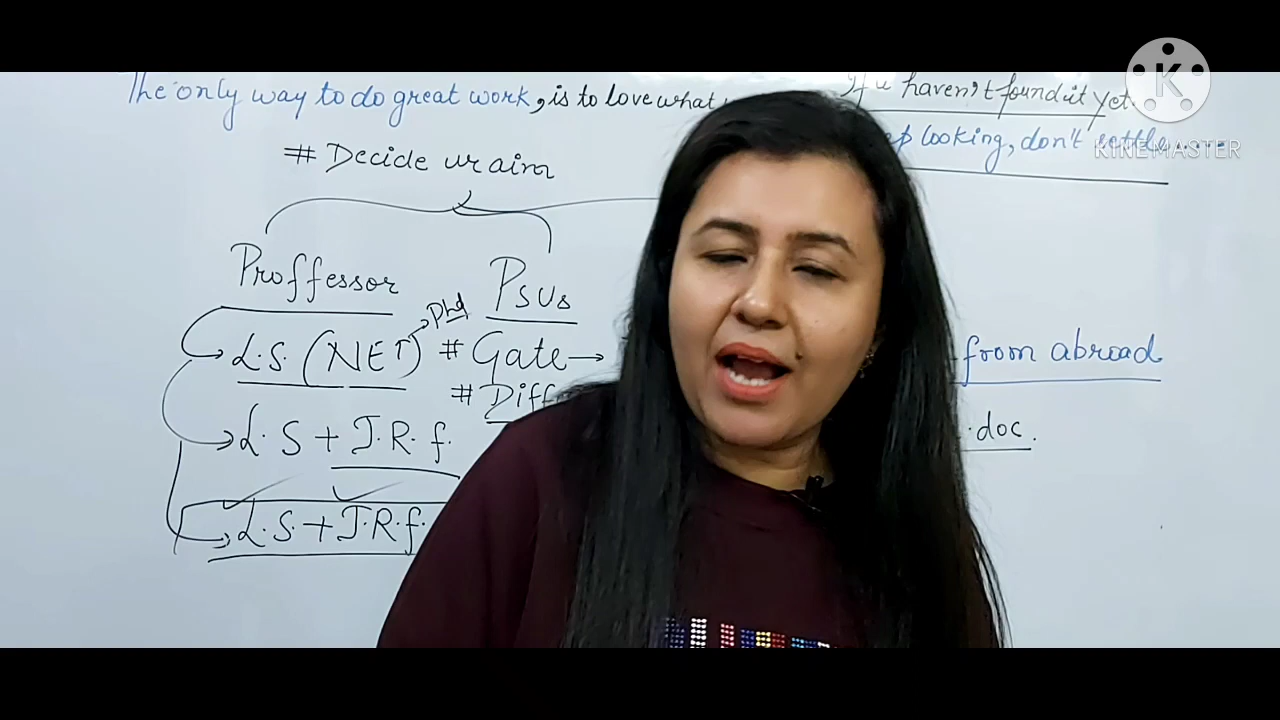 The only way to do great work, is to love what
If u haven't found it yet
looking, don't settle....
# Decide ur aim
Proffessor
Psus
L.S. (NET) → Phd
# Gate →
from abroad
# Diff
L.S + J.R.f.
.doc.
L.S. + J.R.f.
K
KINEMASTER